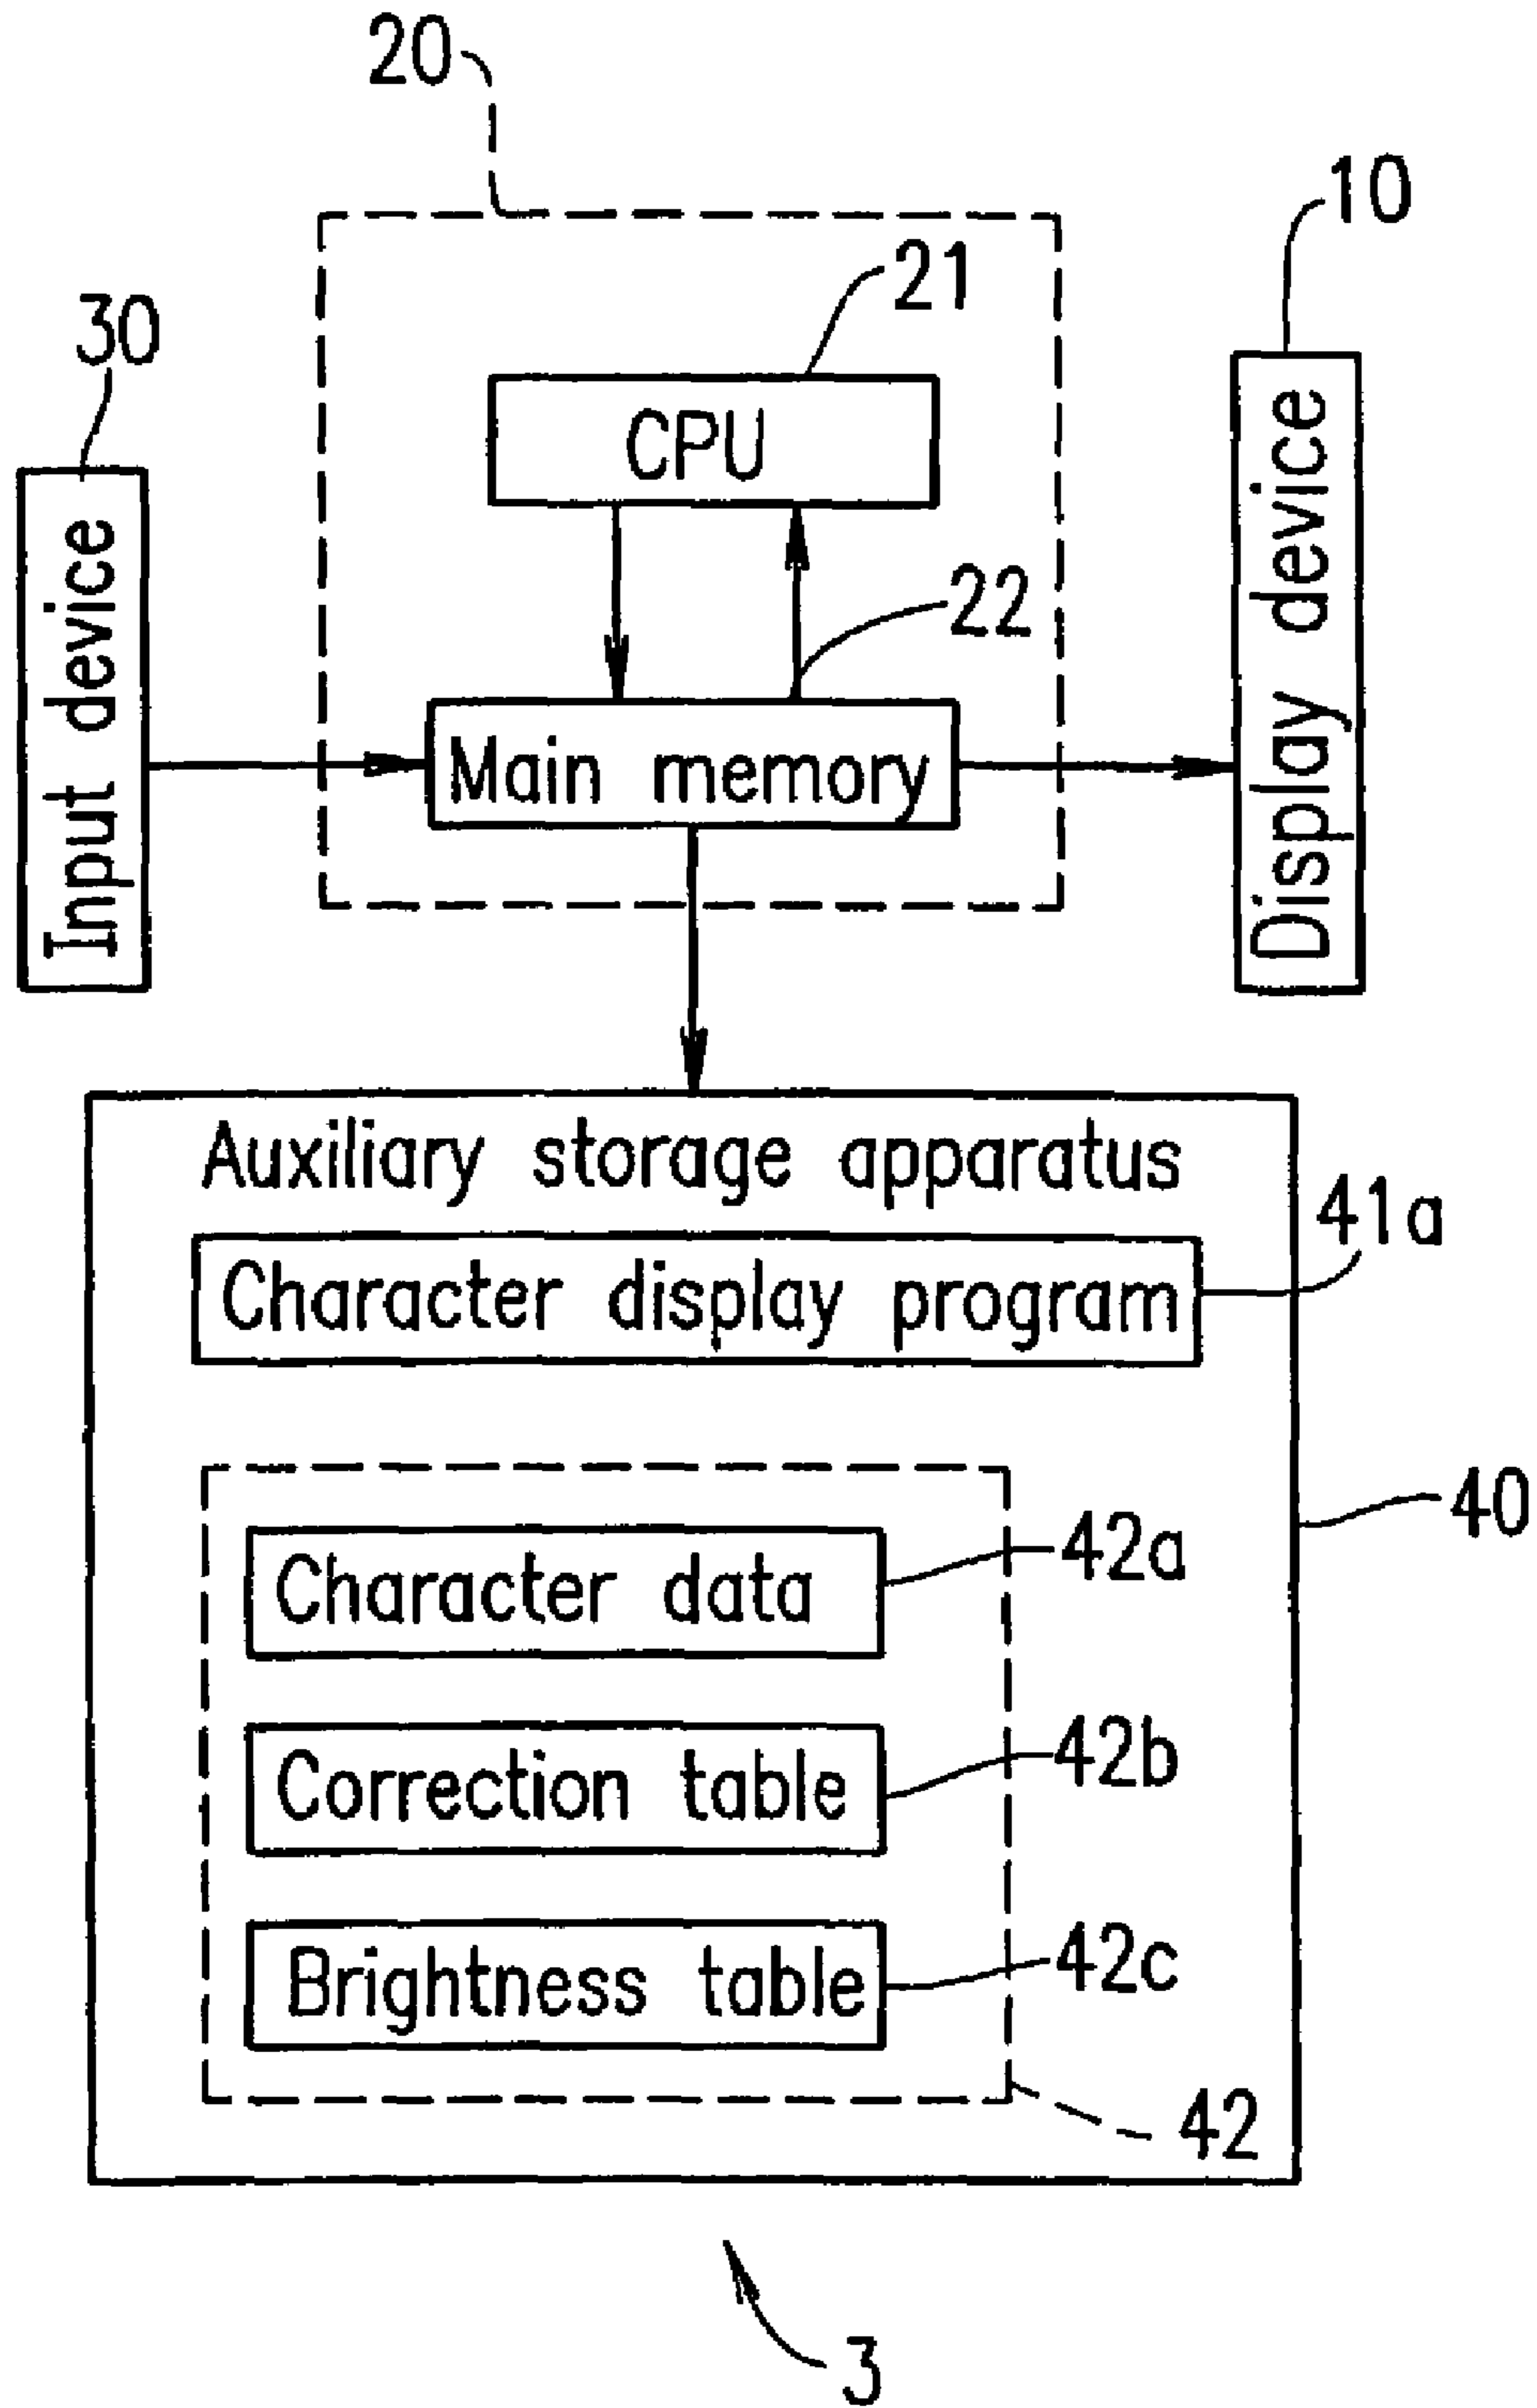 20
10
21
30
CPU
Input device
Display device
22
Main memory
Auxiliary storage apparatus
41a
Character display program
40
42a
Character data
42b
Correction table
42c
Brightness table
42
3